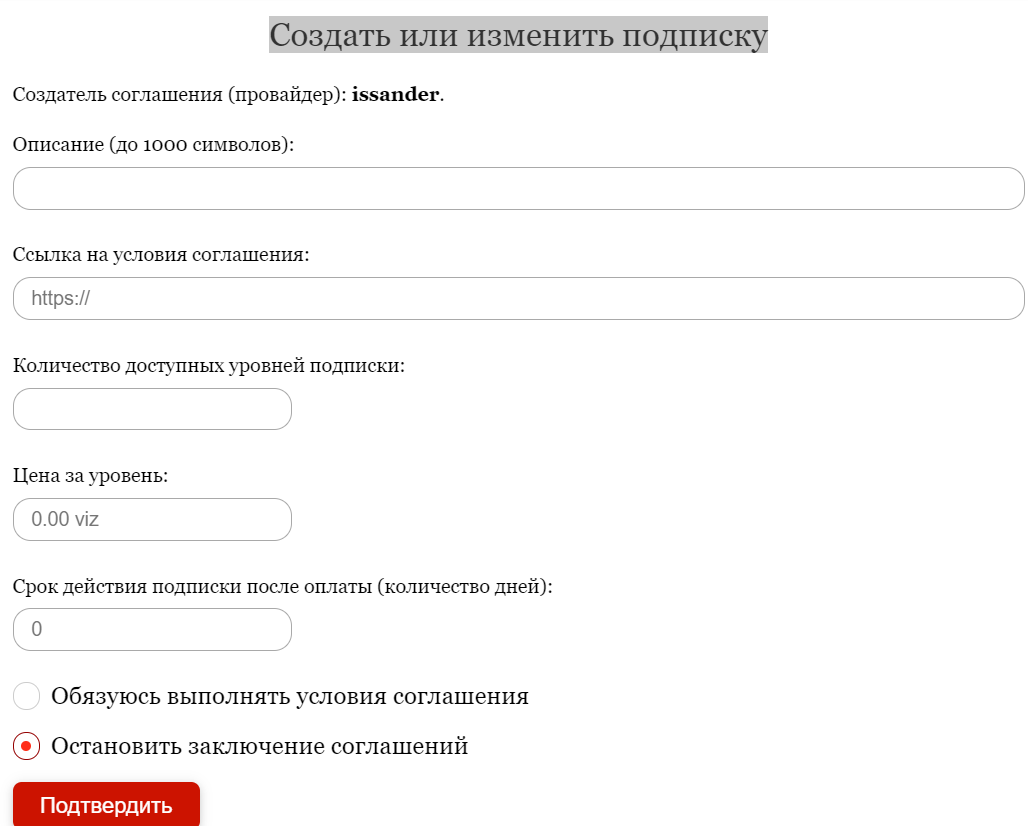 Создать или изменить подписку
Создатель соглашения (провайдер): issander.
Описание (до 1000 символов):
Ссылка на условия соглашения:
https://
Количество доступных уровней подписки:
Цена за уровень:
0.00 viz
Срок действия подписки после оплаты (количество дней):
0
Обязуюсь выполнять условия соглашения
Остановить заключение соглашений
Подтвердить